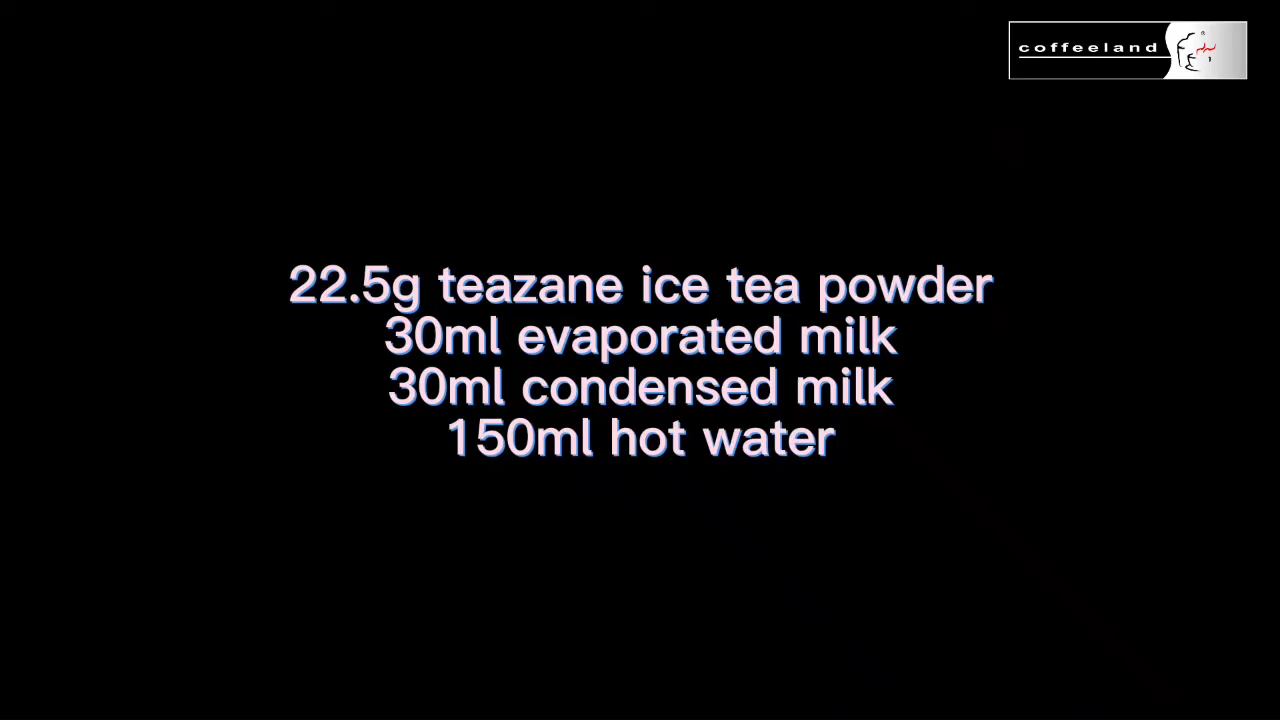 coffeeland
22.5g teazane ice tea powder
30ml evaporated milk
30ml condensed milk
150ml hot water